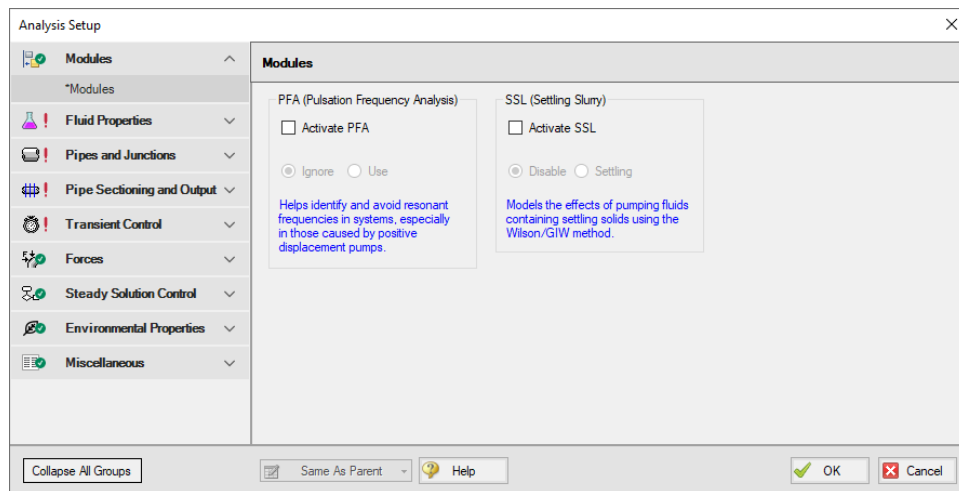 Analysis Setup
Modules
*Modules
Fluid Properties
Pipes and Junctions
Pipe Sectioning and Output
Transient Control
Forces
Steady Solution Control
Environmental Properties
Miscellaneous
Modules
PFA (Pulsation Frequency Analysis)
Activate PFA
Ignore Use
Helps identify and avoid resonant
frequencies in systems, especially
in those caused by positive
displacement pumps.
SSL (Settling Slurry)
Activate SSL
Disable Settling
Models the effects of pumping fluids
containing settling solids using the
Wilson/GIW method.
Collapse All Groups
Same As Parent
Help
OK
Cancel